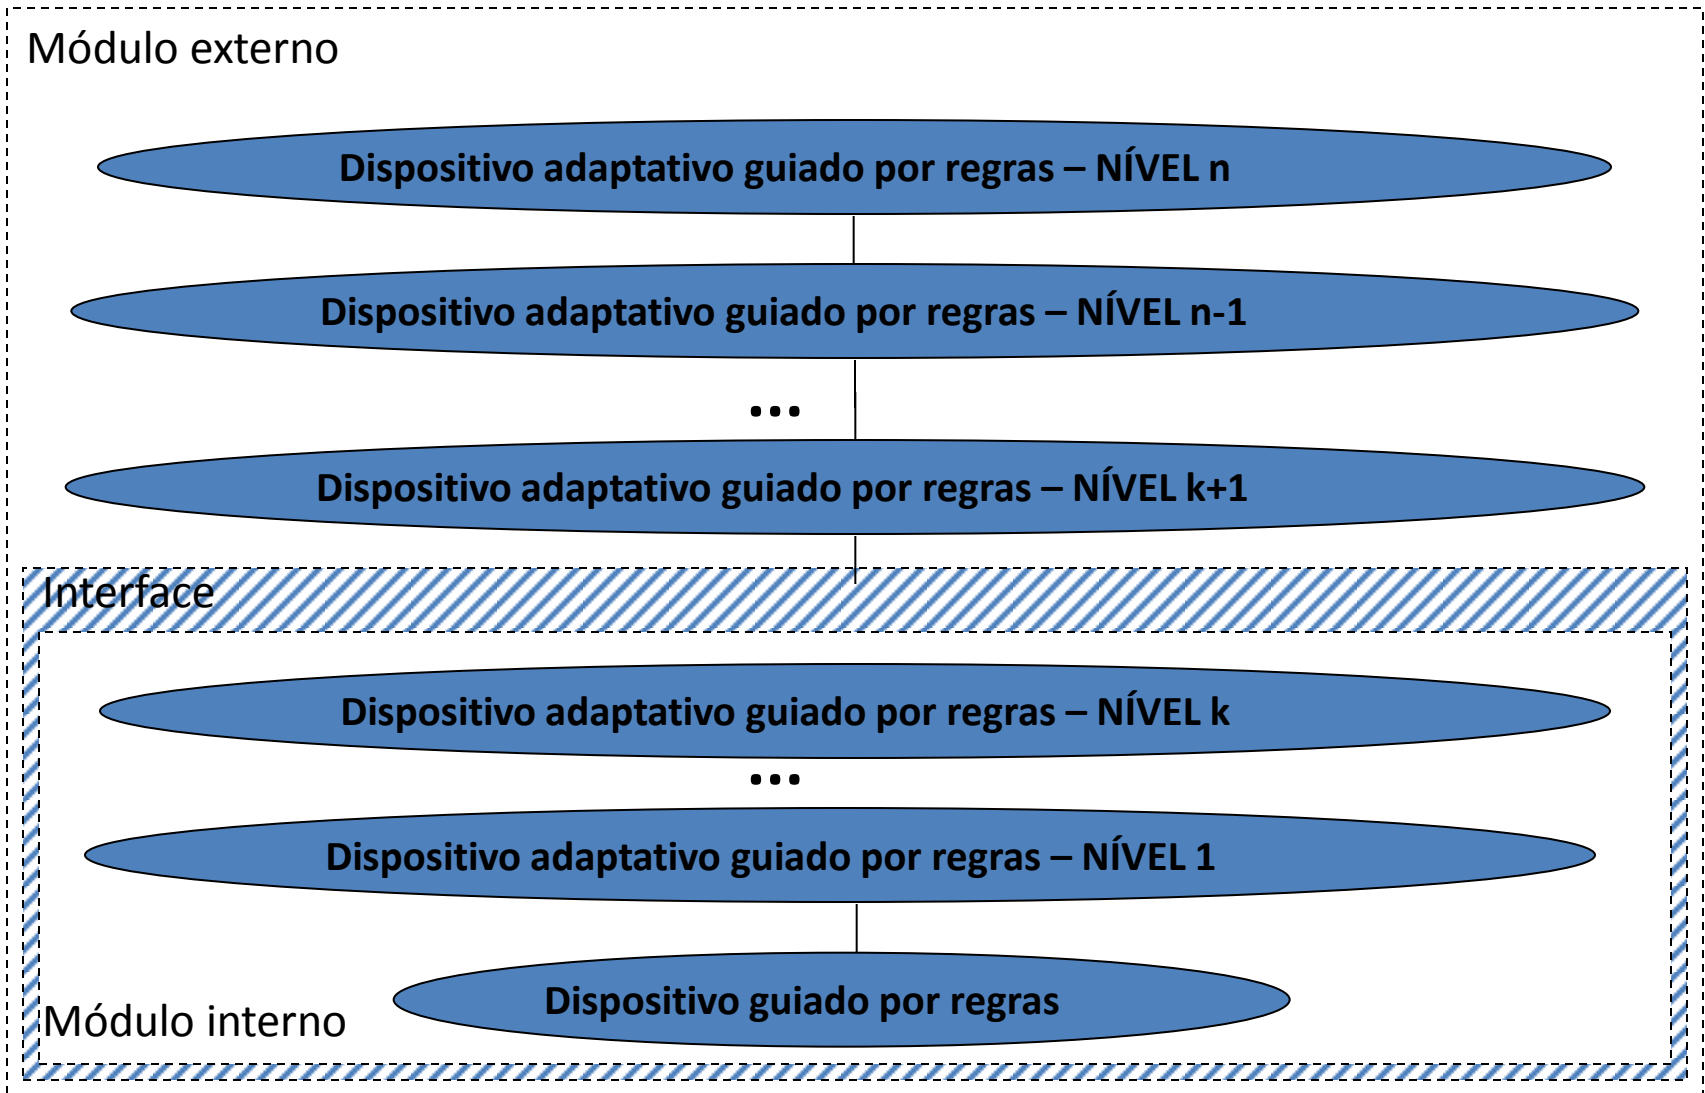 Módulo externo
Dispositivo adaptativo guiado por regras – NÍVEL n
Dispositivo adaptativo guiado por regras – NÍVEL n-1
...
Dispositivo adaptativo guiado por regras – NÍVEL k+1
Interface
Dispositivo adaptativo guiado por regras – NÍVEL k
...
Dispositivo adaptativo guiado por regras – NÍVEL 1
Dispositivo guiado por regras
Módulo interno